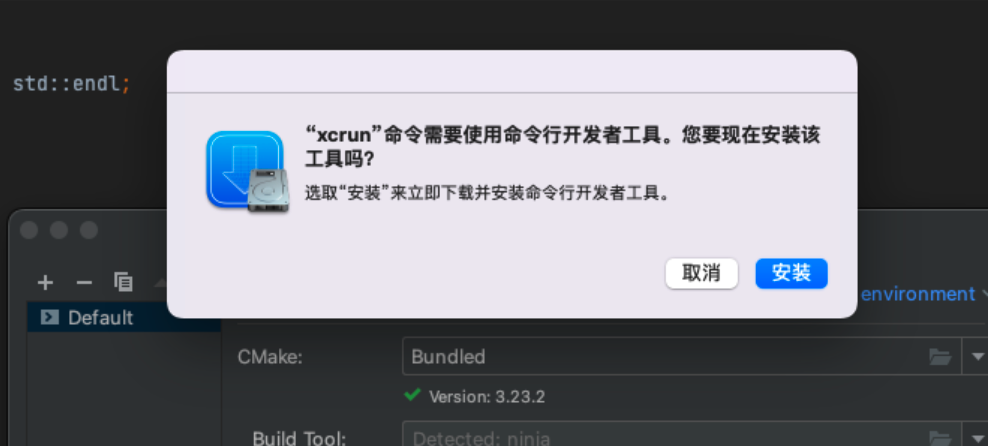 std::endl;
“xcrun”命令需要使用命令行开发者工具。您要现在安装该
工具吗？
选取“安装”来立即下载并安装命令行开发者工具。
取消
安装
environment
Default
CMake:
Bundled
Version: 3.23.2
Build Tool:
Detected: ninja